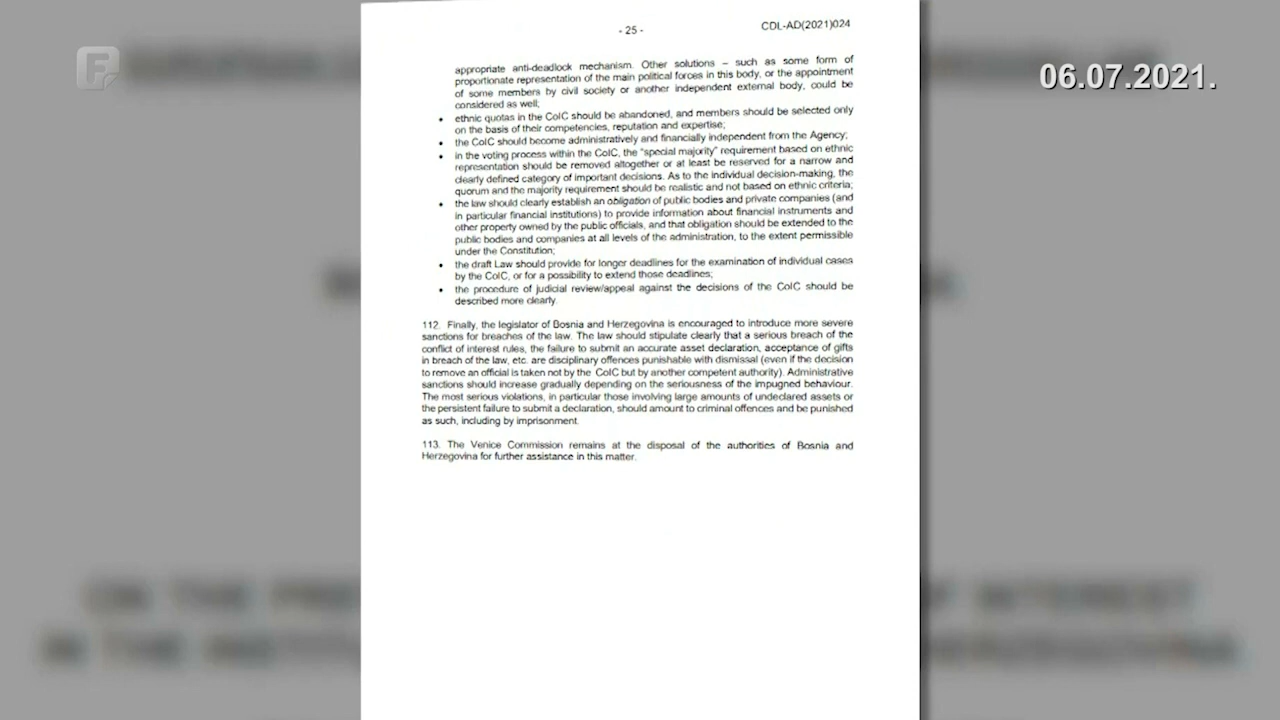 - 25 -
CDL-AD(2021)024
F
06.07.2021.
appropriate anti-deadlock mechanism. Other solutions – such as some form of
proportionate representation of the main political forces in this body, or the appointment
of some members by civil society or another independent external body, could be
considered as well;
• ethnic quotas in the CoIC should be abandoned, and members should be selected only
on the basis of their competencies, reputation and expertise;
• the CoIC should become administratively and financially independent from the Agency;
• in the voting process within the CoIC, the "special majority" requirement based on ethnic
representation should be removed altogether or at least be reserved for a narrow and
clearly defined category of important decisions. As to the individual decision-making, the
quorum and the majority requirement should be realistic and not based on ethnic criteria;
• the law should clearly establish an obligation of public bodies and private companies (and
in particular financial institutions) to provide information about financial instruments and
other property owned by the public officials, and that obligation should be extended to the
public bodies and companies at all levels of the administration, to the extent permissible
under the Constitution;
• the draft Law should provide for longer deadlines for the examination of individual cases
by the CoIC, or for a possibility to extend those deadlines;
• the procedure of judicial review/appeal against the decisions of the CoIC should be
described more clearly.
112. Finally, the legislator of Bosnia and Herzegovina is encouraged to introduce more severe
sanctions for breaches of the law. The law should stipulate clearly that a serious breach of the
conflict of interest rules, the failure to submit an accurate asset declaration, acceptance of gifts
in breach of the law, etc. are disciplinary offences punishable with dismissal (even if the decision
to remove an official is taken not by the CoIC but by another competent authority). Administrative
sanctions should increase gradually depending on the seriousness of the impugned behaviour.
The most serious violations, in particular those involving large amounts of undeclared assets or
the persistent failure to submit a declaration, should amount to criminal offences and be punished
as such, including by imprisonment.
113. The Venice Commission remains at the disposal of the authorities of Bosnia and
Herzegovina for further assistance in this matter.
ON THE PRE
F INTEREST
IN THE INSTITU
HERZEGOVINA